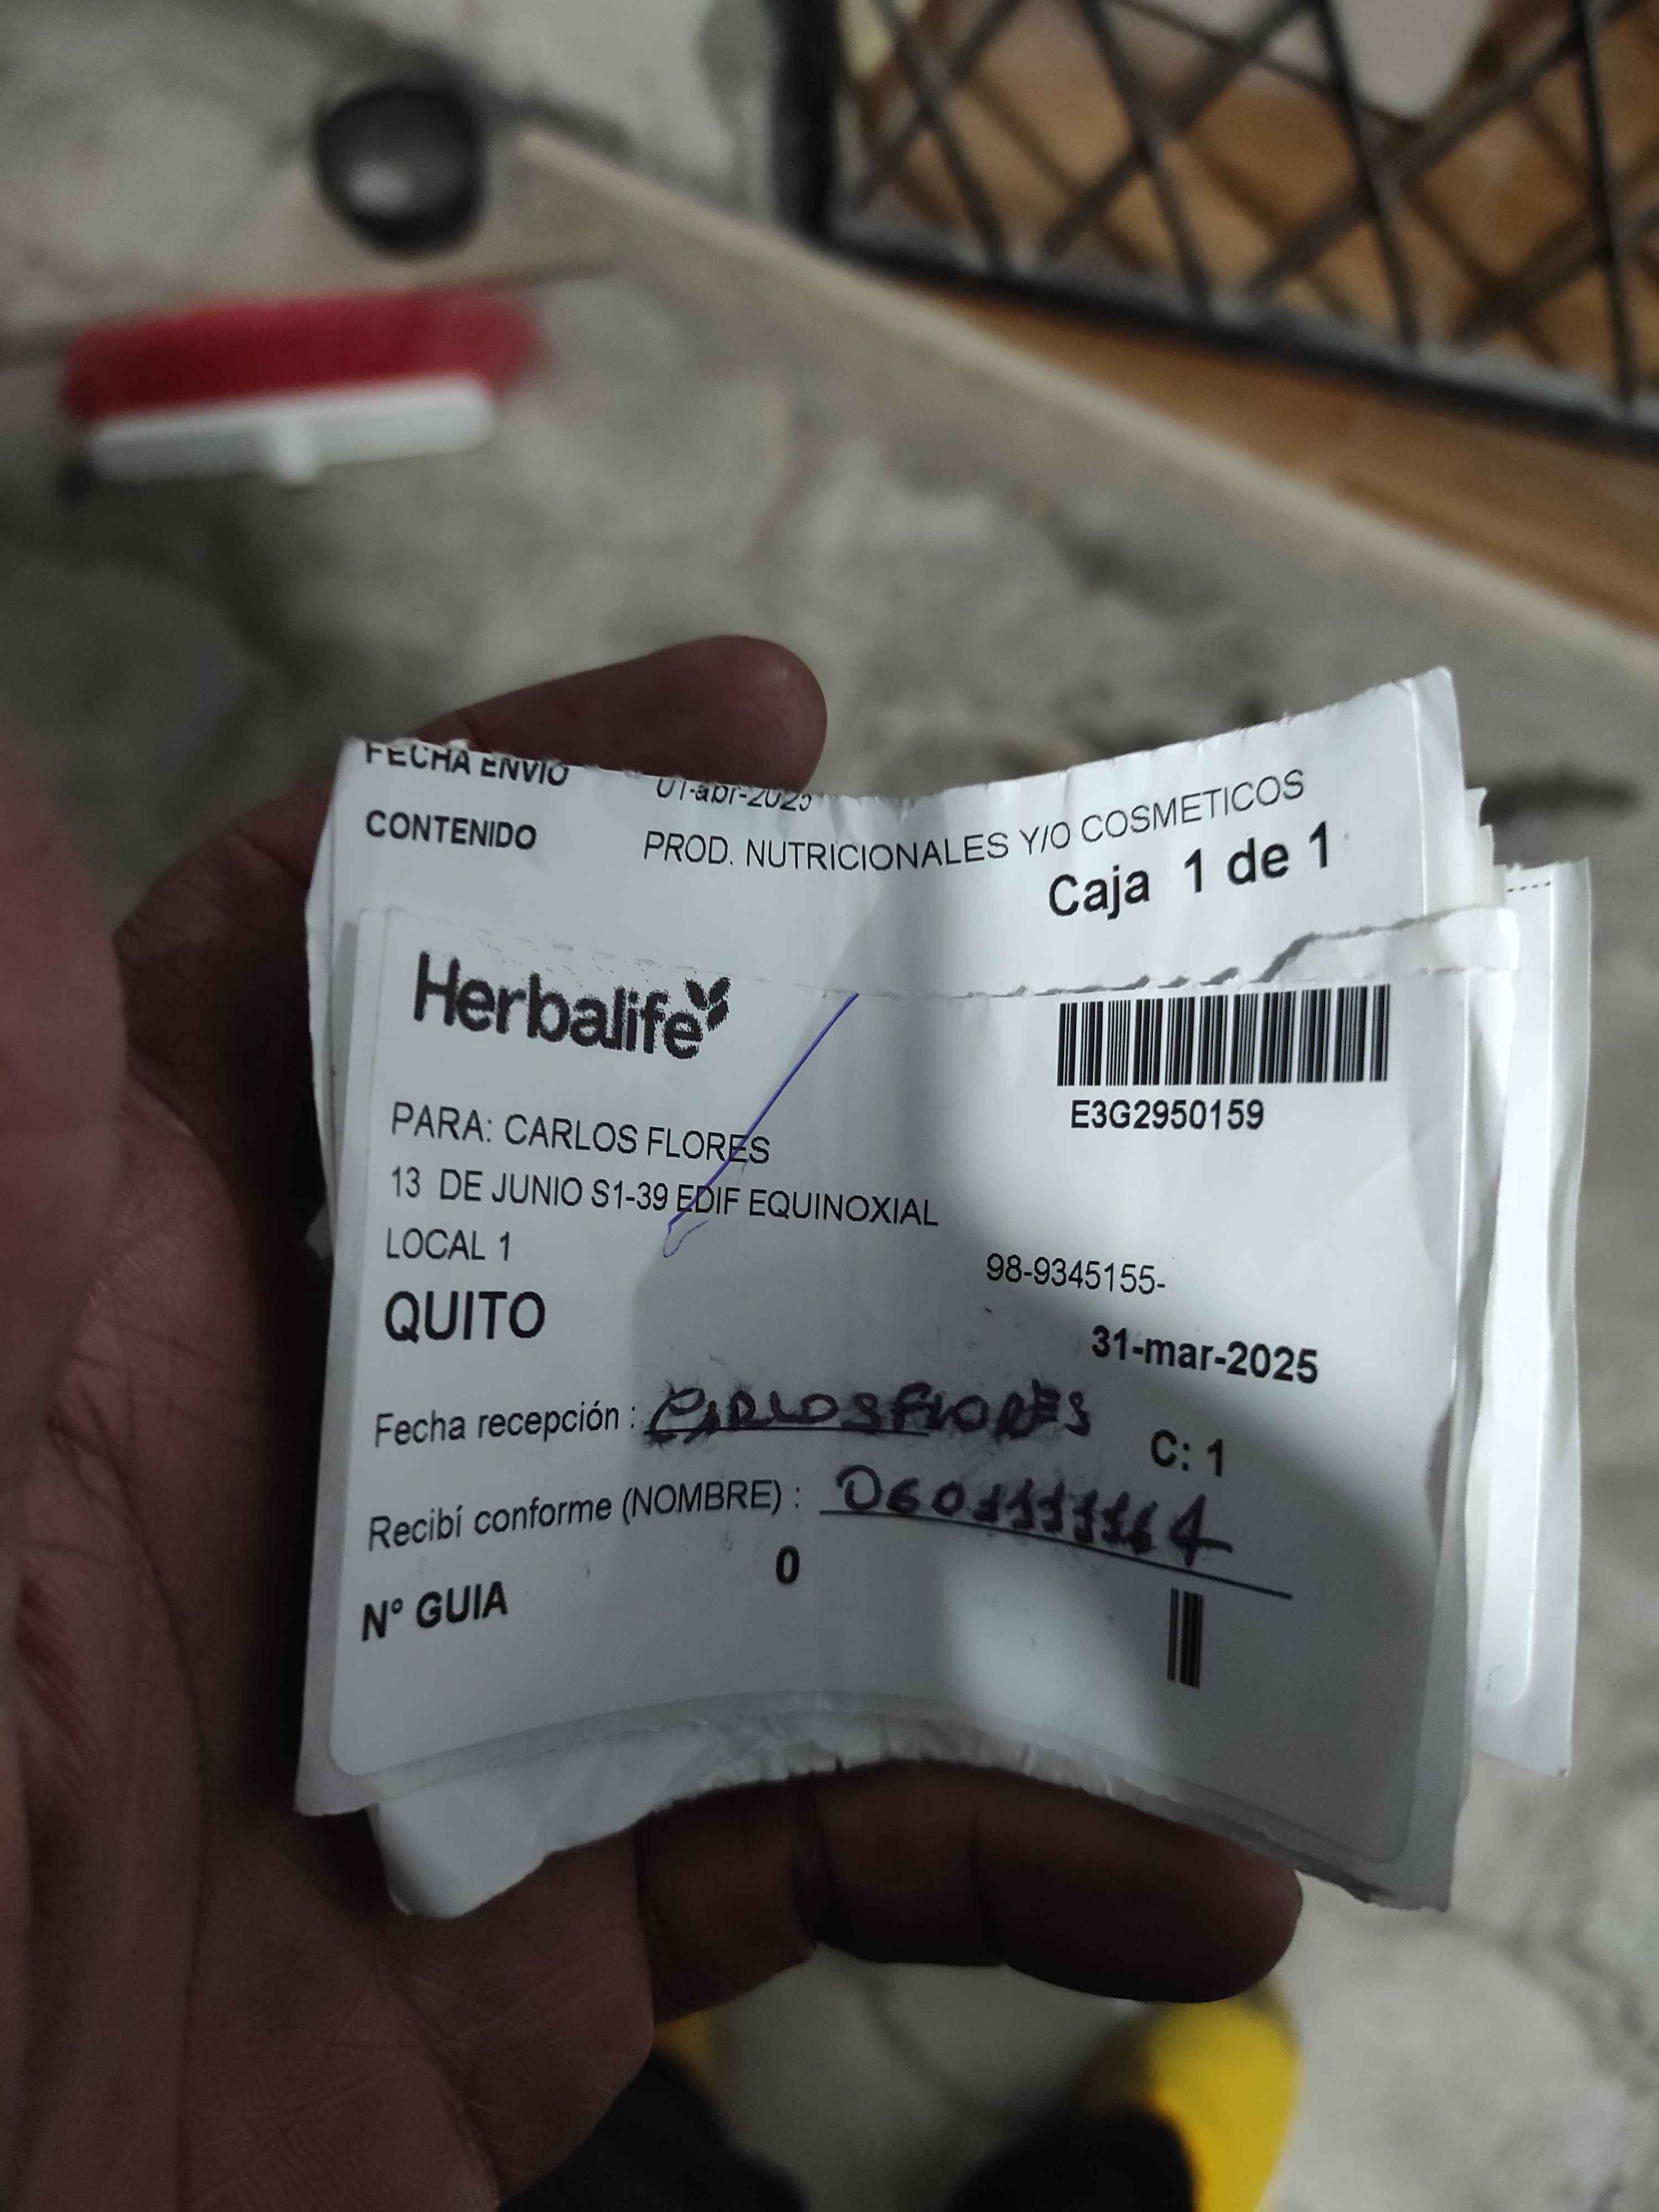 FECHA ENVIO 01-abr-2025
CONTENIDO PROD. NUTRICIONALES Y/O COSMETICOS
Caja 1 de 1
Herbalife
E3G2950159
PARA: CARLOS FLORES
13 DE JUNIO S1-39 EDIF EQUINOXIAL
LOCAL 1
98-9345155-
QUITO
31-mar-2025
Fecha recepción : CARLOS FLORES
C: 1
Recibí conforme (NOMBRE) :
Nº GUIA 0